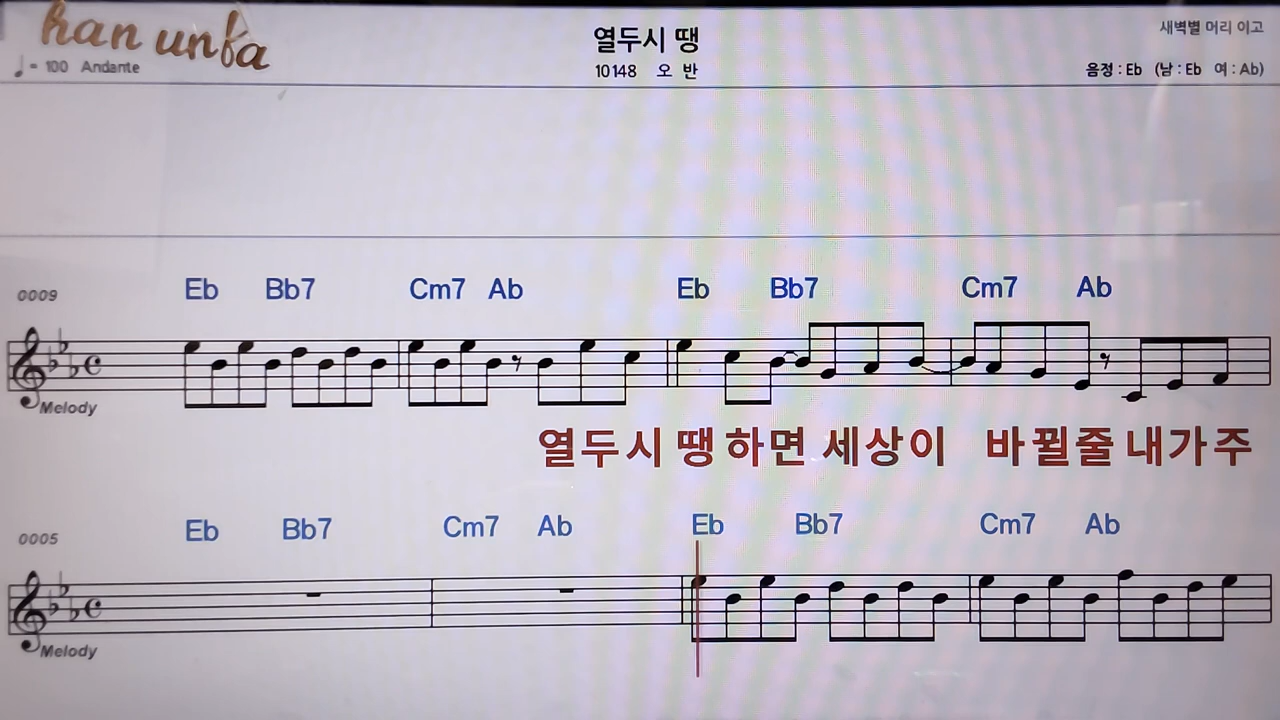 han unfa
열두시 땡
새벽별 머리 이고
♩ = 100 Andante
10148 오 반
음정 : Eb (남 : Eb 여 : Ab)
0009
Eb Bb7 Cm7 Ab Eb Bb7 Cm7 Ab
Melody
열두시 땡하면 세상이 바뀔줄 내가주
0005
Eb Bb7 Cm7 Ab Eb Bb7 Cm7 Ab
Melody